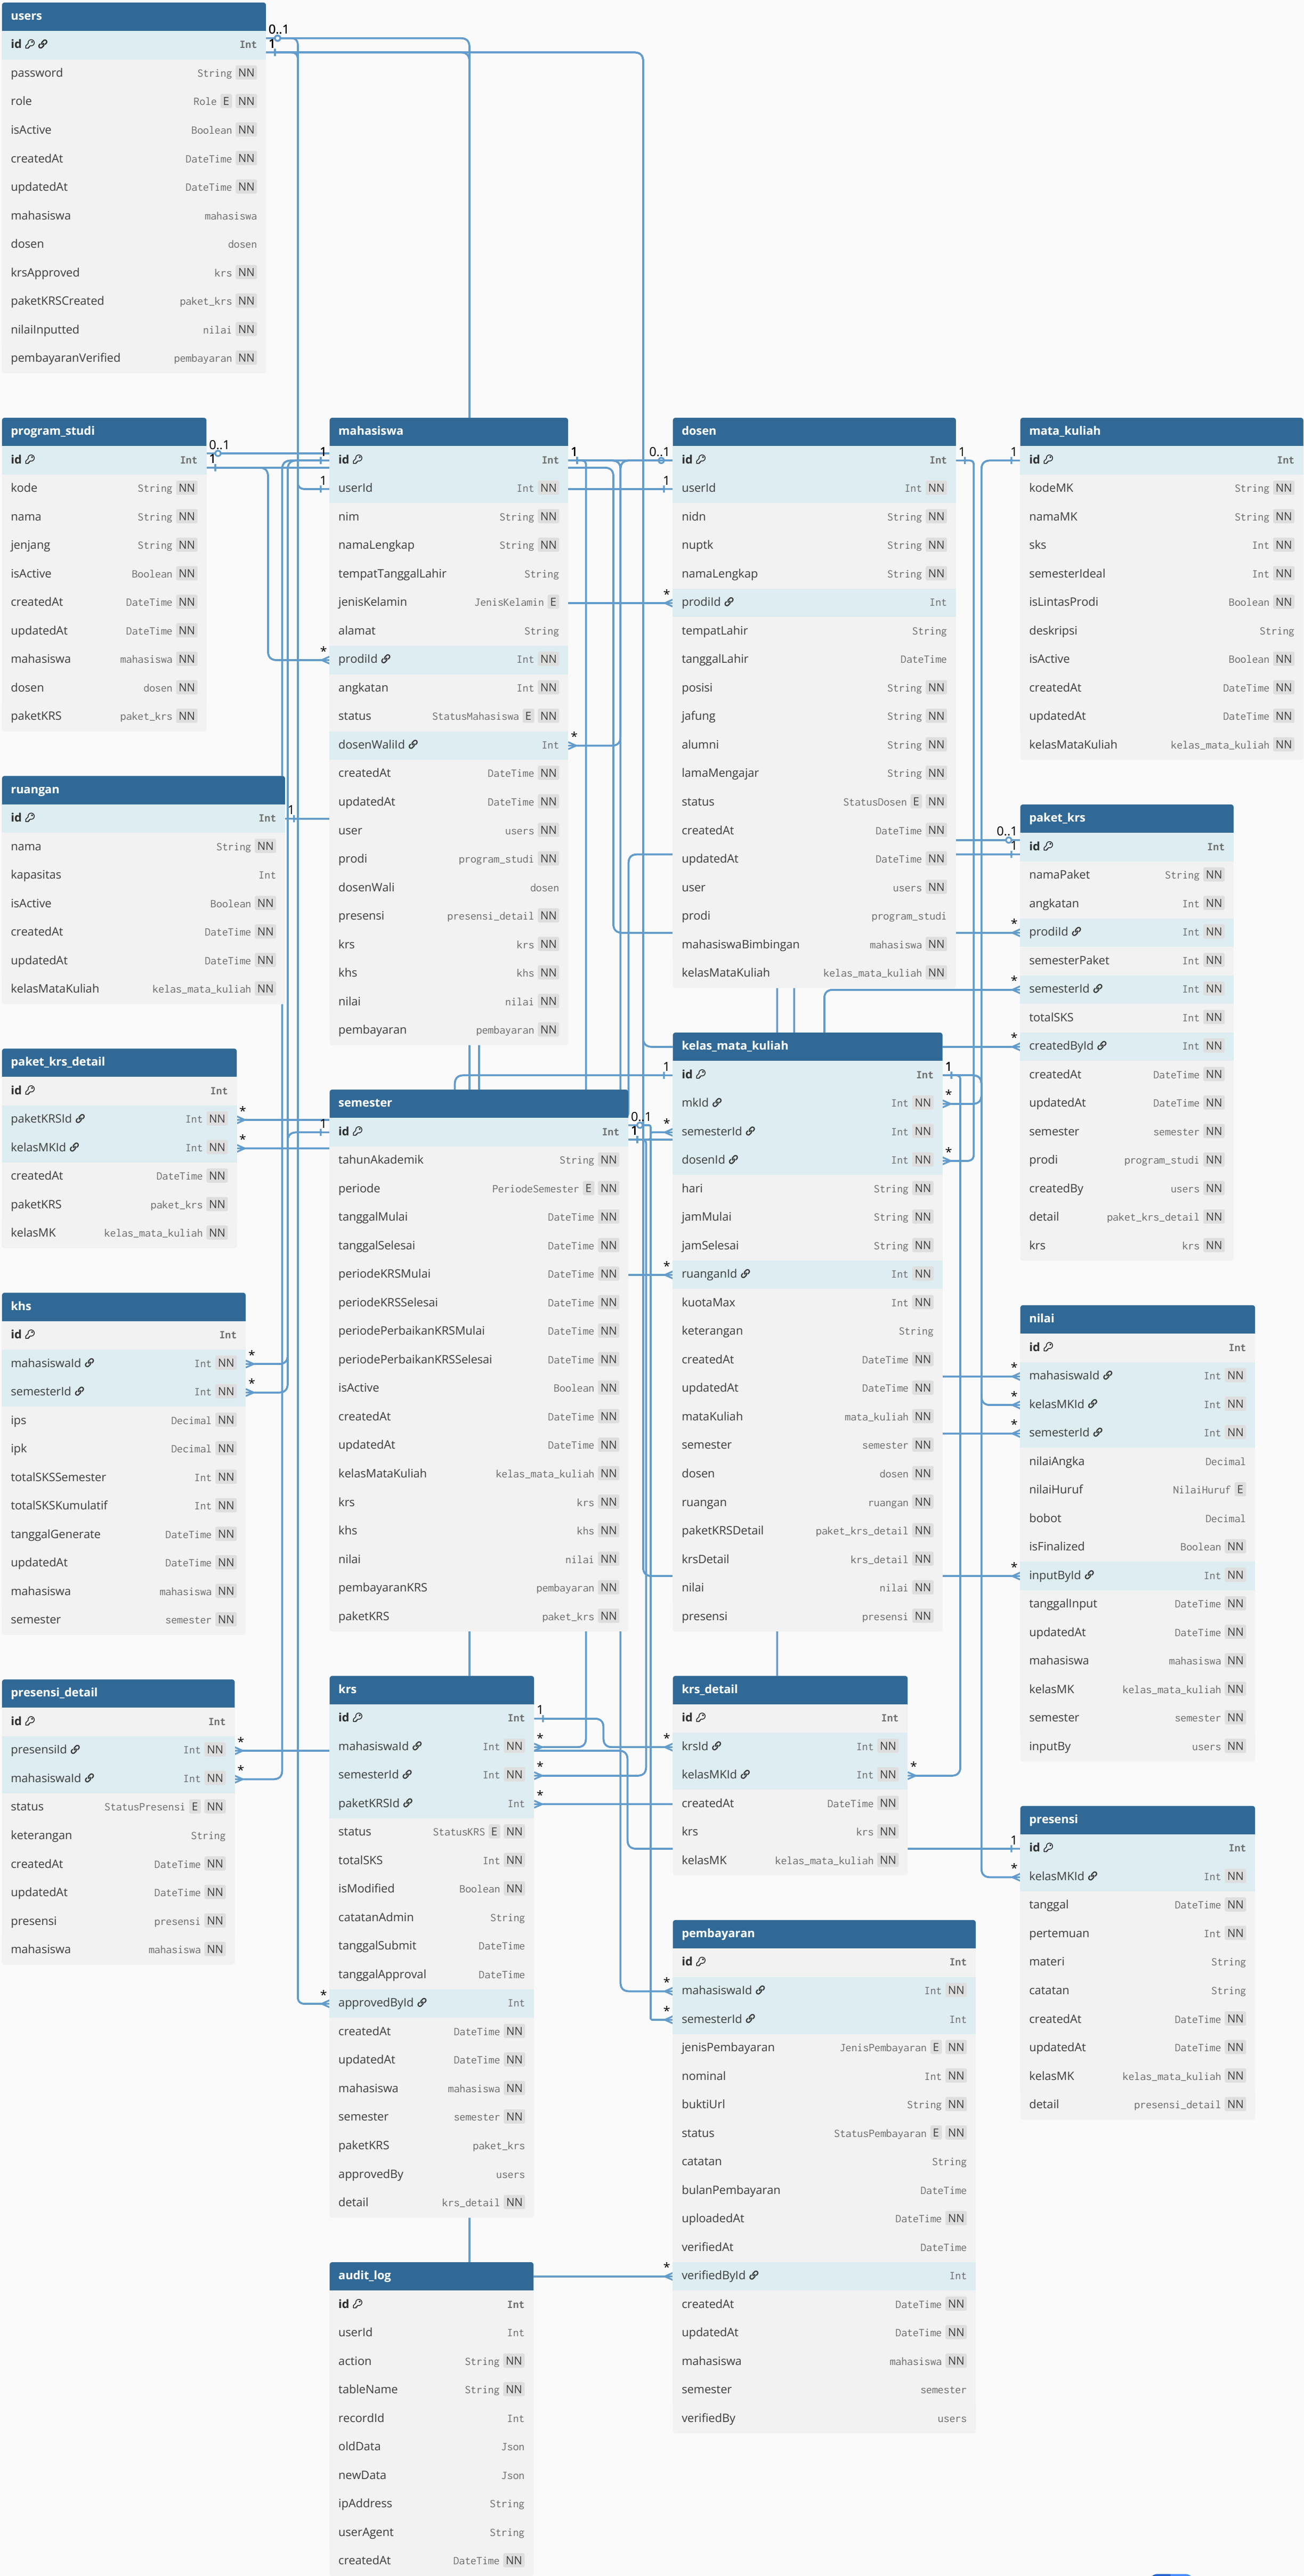 users
id Int
password String NN
role Role E NN
isActive Boolean NN
createdAt DateTime NN
updatedAt DateTime NN
mahasiswa mahasiswa
dosen dosen
krsApproved krs NN
paketKRSCreated paket_krs NN
nilaiInputted nilai NN
pembayaranVerified pembayaran NN
0..1
1
program_studi
id Int
kode String NN
nama String NN
jenjang String NN
isActive Boolean NN
createdAt DateTime NN
updatedAt DateTime NN
mahasiswa mahasiswa NN
dosen dosen NN
paketKRS paket_krs NN
0..1
1
mahasiswa
id Int
userId Int NN
nim String NN
namaLengkap String NN
tempatTanggalLahir String
jenisKelamin JenisKelamin E
alamat String
prodiId Int NN
angkatan Int NN
status StatusMahasiswa E NN
dosenWaliId Int
createdAt DateTime NN
updatedAt DateTime NN
user users NN
prodi program_studi NN
dosenWali dosen
presensi presensi_detail NN
krs krs NN
khs khs NN
nilai nilai NN
pembayaran pembayaran NN
1
1
*
1
*
dosen
id Int
userId Int NN
nidn String NN
nuptk String NN
namaLengkap String NN
prodiId Int
tempatLahir String
tanggalLahir DateTime
posisi String NN
jafung String NN
alumni String NN
lamaMengajar String NN
status StatusDosen E NN
createdAt DateTime NN
updatedAt DateTime NN
user users NN
prodi program_studi
mahasiswaBimbingan mahasiswa NN
kelasMataKuliah kelas_mata_kuliah NN
0..1
1
*
1
mata_kuliah
id Int
kodeMK String NN
namaMK String NN
sks Int NN
semesterIdeal Int NN
isLintasProdi Boolean NN
deskripsi String
isActive Boolean NN
createdAt DateTime NN
updatedAt DateTime NN
kelasMataKuliah kelas_mata_kuliah NN
1
ruangan
id Int
nama String NN
kapasitas Int
isActive Boolean NN
createdAt DateTime NN
updatedAt DateTime NN
kelasMataKuliah kelas_mata_kuliah NN
1
paket_krs
id Int
namaPaket String NN
angkatan Int NN
prodiId Int NN
semesterPaket Int NN
semesterId Int NN
totalSKS Int NN
createdById Int NN
createdAt DateTime NN
updatedAt DateTime NN
semester semester NN
prodi program_studi NN
createdBy users NN
detail paket_krs_detail NN
krs krs NN
0..1
1
*
*
*
paket_krs_detail
id Int
paketKRSId Int NN
kelasMKId Int NN
createdAt DateTime NN
paketKRS paket_krs NN
kelasMK kelas_mata_kuliah NN
*
*
semester
id Int
tahunAkademik String NN
periode PeriodeSemester E NN
tanggalMulai DateTime NN
tanggalSelesai DateTime NN
periodeKRSMulai DateTime NN
periodeKRSSelesai DateTime NN
periodePerbaikanKRSMulai DateTime NN
periodePerbaikanKRSSelesai DateTime NN
isActive Boolean NN
createdAt DateTime NN
updatedAt DateTime NN
kelasMataKuliah kelas_mata_kuliah NN
krs krs NN
khs khs NN
nilai nilai NN
pembayaranKRS pembayaran NN
paketKRS paket_krs NN
1
0..1
1
kelas_mata_kuliah
id Int
mkId Int NN
semesterId Int NN
dosenId Int NN
hari String NN
jamMulai String NN
jamSelesai String NN
ruanganId Int NN
kuotaMax Int NN
keterangan String
createdAt DateTime NN
updatedAt DateTime NN
mataKuliah mata_kuliah NN
semester semester NN
dosen dosen NN
ruangan ruangan NN
paketKRSDetail paket_krs_detail NN
krsDetail krs_detail NN
nilai nilai NN
presensi presensi NN
1
*
*
1
*
*
khs
id Int
mahasiswaId Int NN
semesterId Int NN
ips Decimal NN
ipk Decimal NN
totalSKSSemester Int NN
totalSKSKumulatif Int NN
tanggalGenerate DateTime NN
updatedAt DateTime NN
mahasiswa mahasiswa NN
semester semester NN
*
*
nilai
id Int
mahasiswaId Int NN
kelasMKId Int NN
semesterId Int NN
nilaiAngka Decimal
nilaiHuruf NilaiHuruf E
bobot Decimal
isFinalized Boolean NN
inputById Int NN
tanggalInput DateTime NN
updatedAt DateTime NN
mahasiswa mahasiswa NN
kelasMK kelas_mata_kuliah NN
semester semester NN
inputBy users NN
*
*
*
*
presensi_detail
id Int
presensiId Int NN
mahasiswaId Int NN
status StatusPresensi E NN
keterangan String
createdAt DateTime NN
updatedAt DateTime NN
presensi presensi NN
mahasiswa mahasiswa NN
*
*
krs
id Int
mahasiswaId Int NN
semesterId Int NN
paketKRSId Int
status StatusKRS E NN
totalSKS Int NN
isModified Boolean NN
catatanAdmin String
tanggalSubmit DateTime
tanggalApproval DateTime
approvedById Int
createdAt DateTime NN
updatedAt DateTime NN
mahasiswa mahasiswa NN
semester semester NN
paketKRS paket_krs
approvedBy users
detail krs_detail NN
1
*
*
*
*
krs_detail
id Int
krsId Int NN
kelasMKId Int NN
createdAt DateTime NN
krs krs NN
kelasMK kelas_mata_kuliah NN
*
*
presensi
id Int
kelasMKId Int NN
tanggal DateTime NN
pertemuan Int NN
materi String
catatan String
createdAt DateTime NN
updatedAt DateTime NN
kelasMK kelas_mata_kuliah NN
detail presensi_detail NN
1
*
pembayaran
id Int
mahasiswaId Int NN
semesterId Int
jenisPembayaran JenisPembayaran E NN
nominal Int NN
buktiUrl String NN
status StatusPembayaran E NN
catatan String
bulanPembayaran DateTime
uploadedAt DateTime NN
verifiedAt DateTime
verifiedById Int
createdAt DateTime NN
updatedAt DateTime NN
mahasiswa mahasiswa NN
semester semester
verifiedBy users
*
*
*
audit_log
id Int
userId Int
action String NN
tableName String NN
recordId Int
oldData Json
newData Json
ipAddress String
userAgent String
createdAt DateTime NN